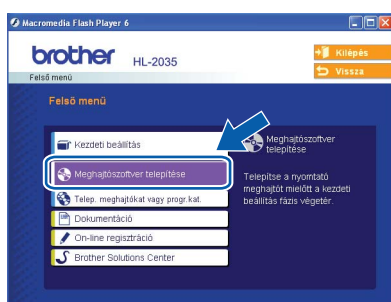 Macromedia Flash Player 6
brother HL-2035
Kilépés
Vissza
Felső menü
Felső menü
Kezdeti beállítás
Meghajtószoftver telepítése
Telep. meghajtókat vagy progr.kat.
Dokumentáció
On-line regisztráció
Brother Solutions Center
Meghajtószoftver
telepítése
Telepítse a nyomtató
meghajtót mielőtt a kezdeti
beállítás fázis végetér.